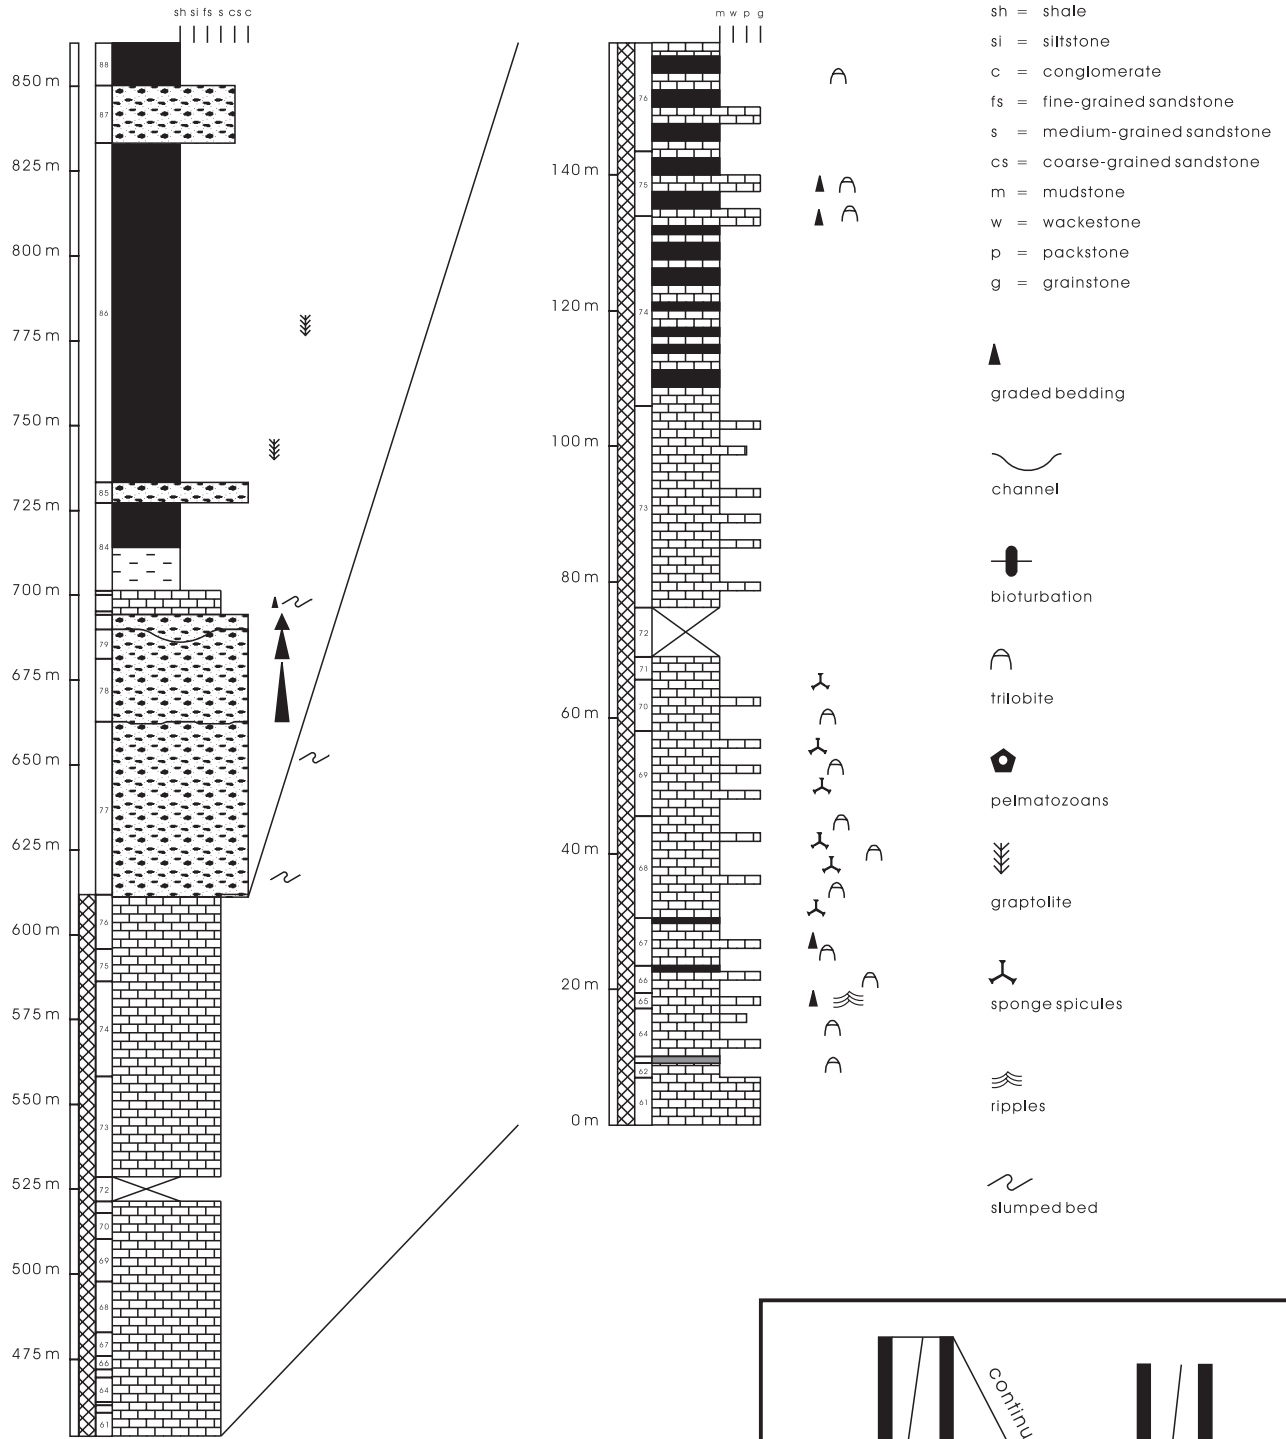 sh si fs s cs c
850 m
825 m
800 m
775 m
750 m
725 m
700 m
675 m
650 m
625 m
600 m
575 m
550 m
525 m
500 m
475 m
88
87
86
85
84
79
78
77
76
75
74
73
72
70
69
68
67
66
64
61
m w p g
140 m
120 m
100 m
80 m
60 m
40 m
20 m
0 m
76
75
74
73
72
71
70
69
68
67
66
65
64
62
61
sh = shale
si = siltstone
c = conglomerate
fs = fine-grained sandstone
s = medium-grained sandstone
cs = coarse-grained sandstone
m = mudstone
w = wackestone
p = packstone
g = grainstone
graded bedding
channel
bioturbation
trilobite
pelmatozoans
graptolite
sponge spicules
ripples
slumped bed
continu